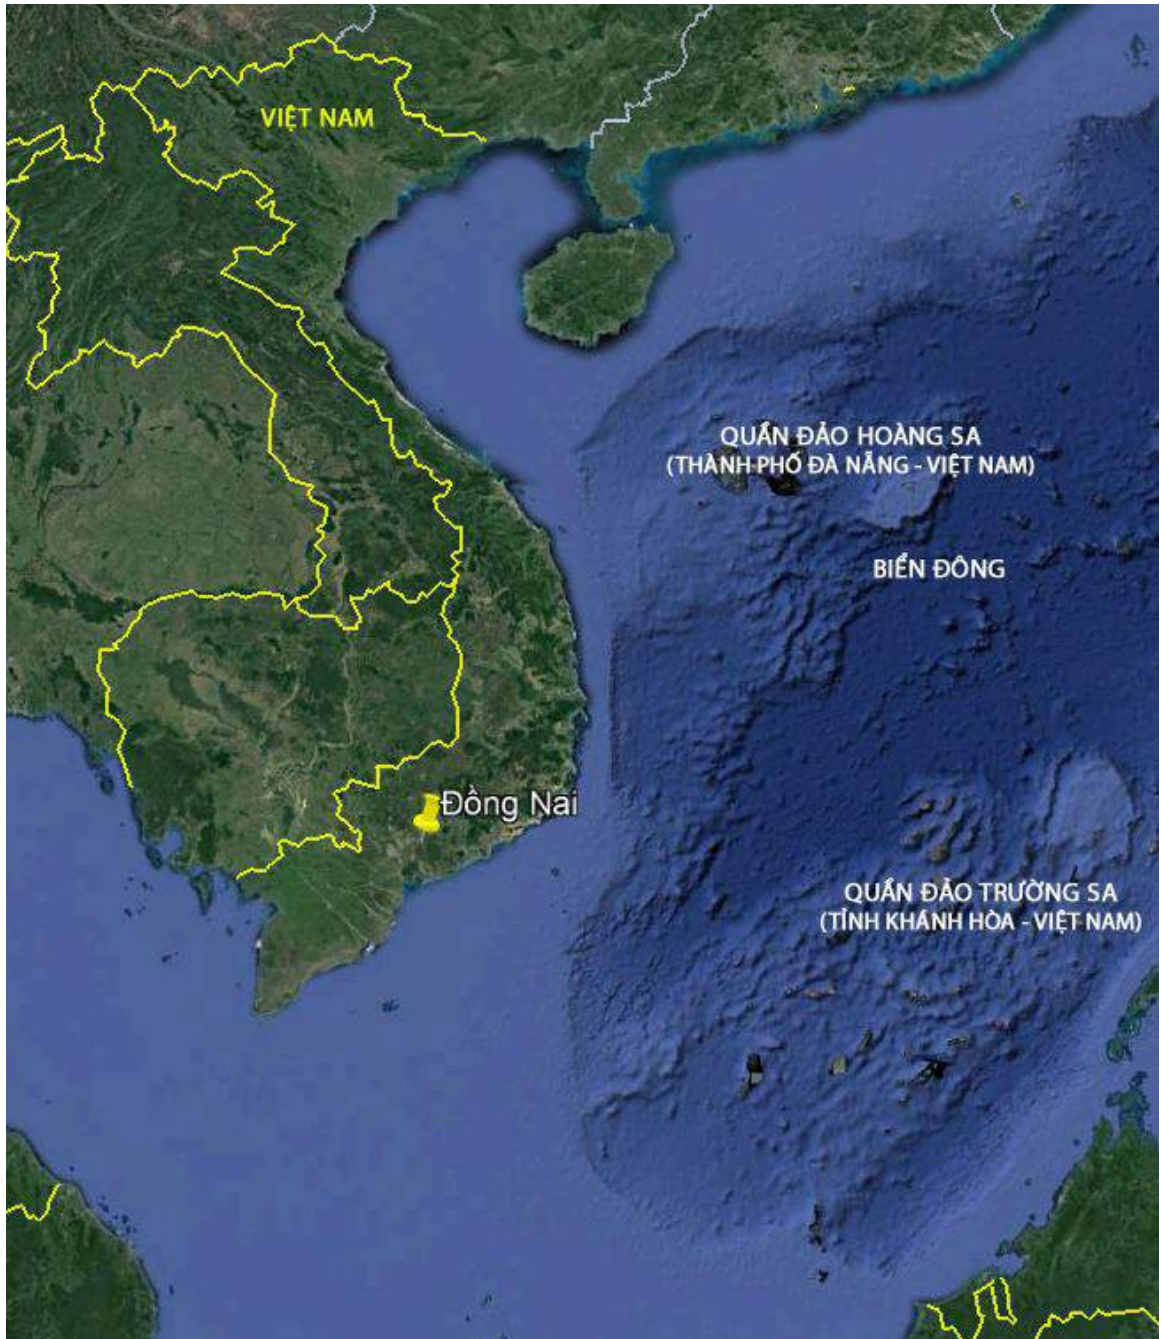 VIỆT NAM
QUẦN ĐẢO HOÀNG SA
(THÀNH PHỐ ĐÀ NẴNG - VIỆT NAM)
BIỂN ĐÔNG
Đồng Nai
QUẦN ĐẢO TRƯỜNG SA
(TỈNH KHÁNH HÒA - VIỆT NAM)